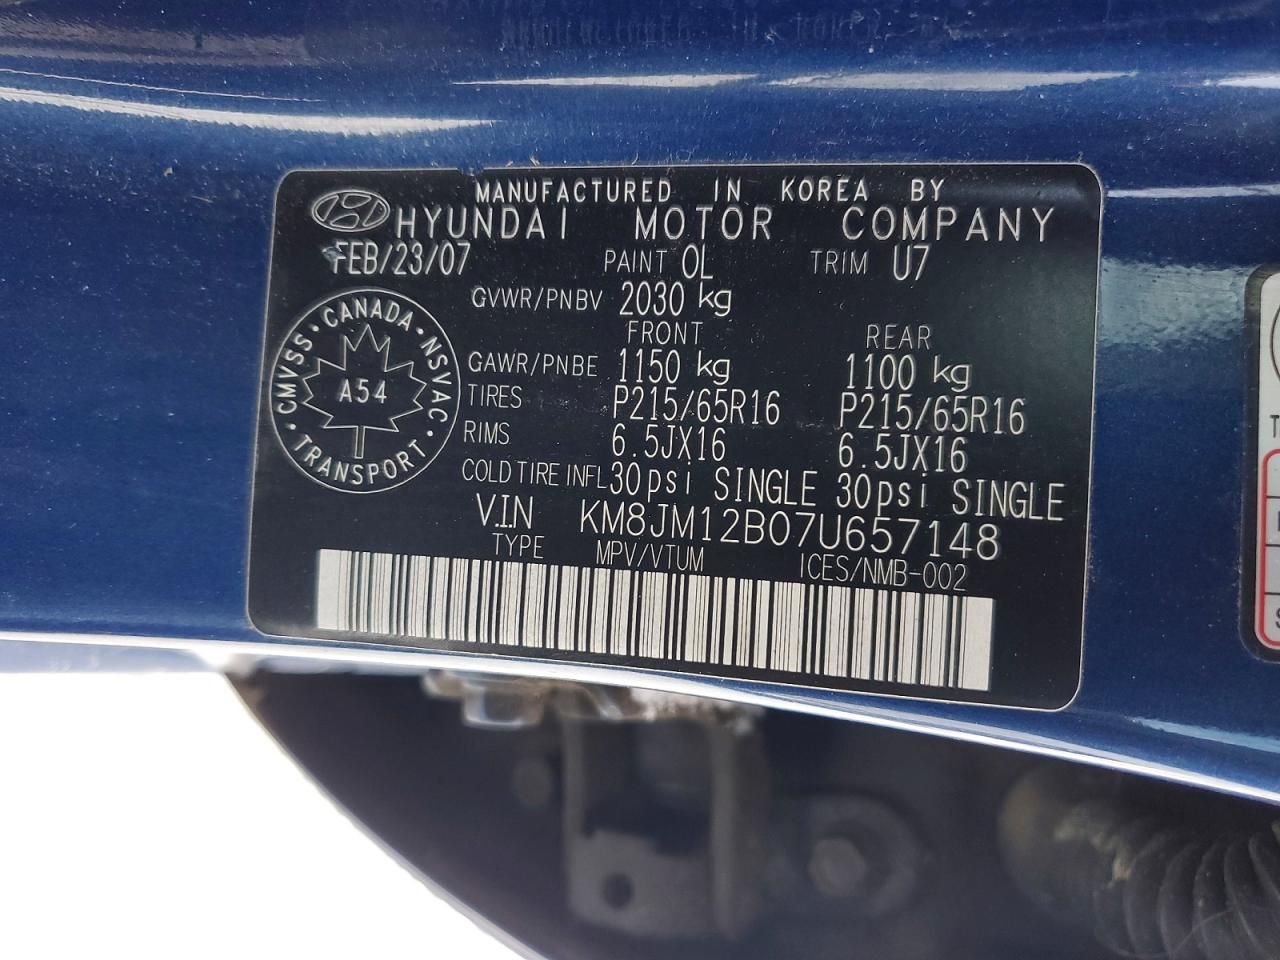 MANUFACTURED IN KOREA BY
HYUNDAI MOTOR COMPANY
FEB/23/07 PAINT OL TRIM U7
GVWR/PNBV 2030 kg
FRONT REAR
GAWR/PNBE 1150 kg 1100 kg
TIRES P215/65R16 P215/65R16
RIMS 6.5JX16 6.5JX16
COLD TIRE INFL 30psi SINGLE 30psi SINGLE
V.I.N KM8JM12B07U657148
TYPE MPV/VTUM ICES/NMB-002
CMVSS · CANADA · NSVAC · TRANSPORT ·
A54